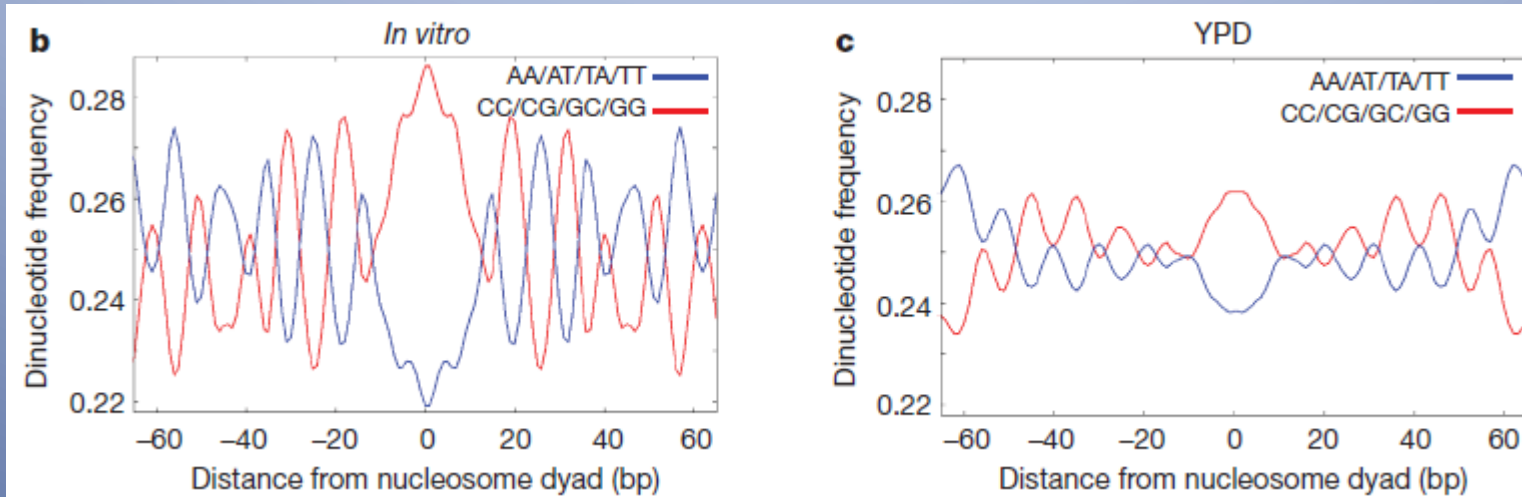 b
In vitro
AA/AT/TA/TT
CC/CG/GC/GG
Dinucleotide frequency
0.28
0.26
0.24
0.22
–60
–40
–20
0
20
40
60
Distance from nucleosome dyad (bp)
c
YPD
AA/AT/TA/TT
CC/CG/GC/GG
Dinucleotide frequency
0.28
0.26
0.24
0.22
–60
–40
–20
0
20
40
60
Distance from nucleosome dyad (bp)